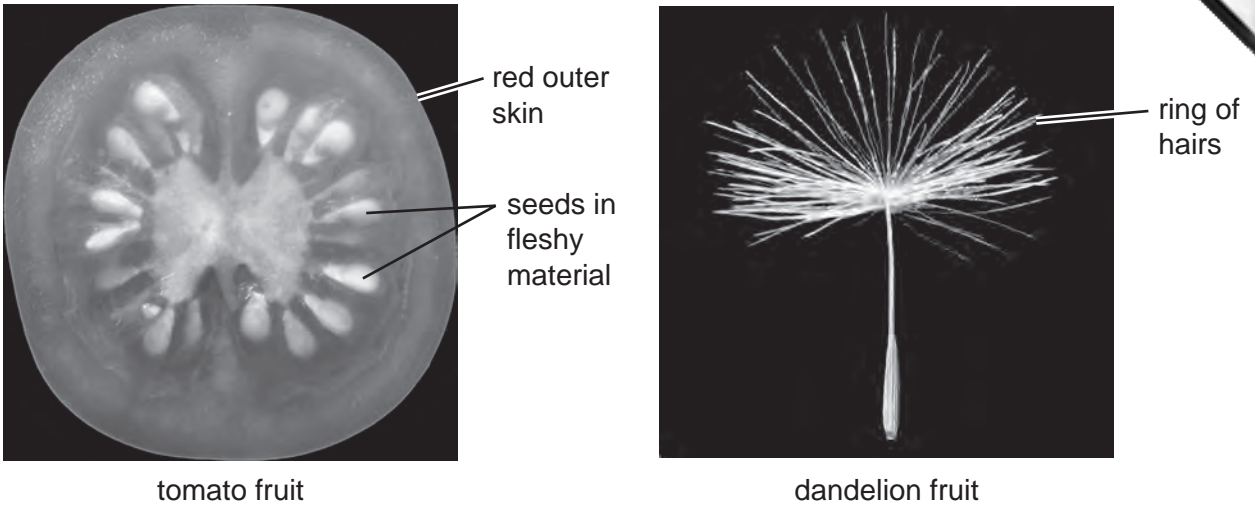 red outer
skin
seeds in
fleshy
material
tomato fruit
ring of
hairs
dandelion fruit